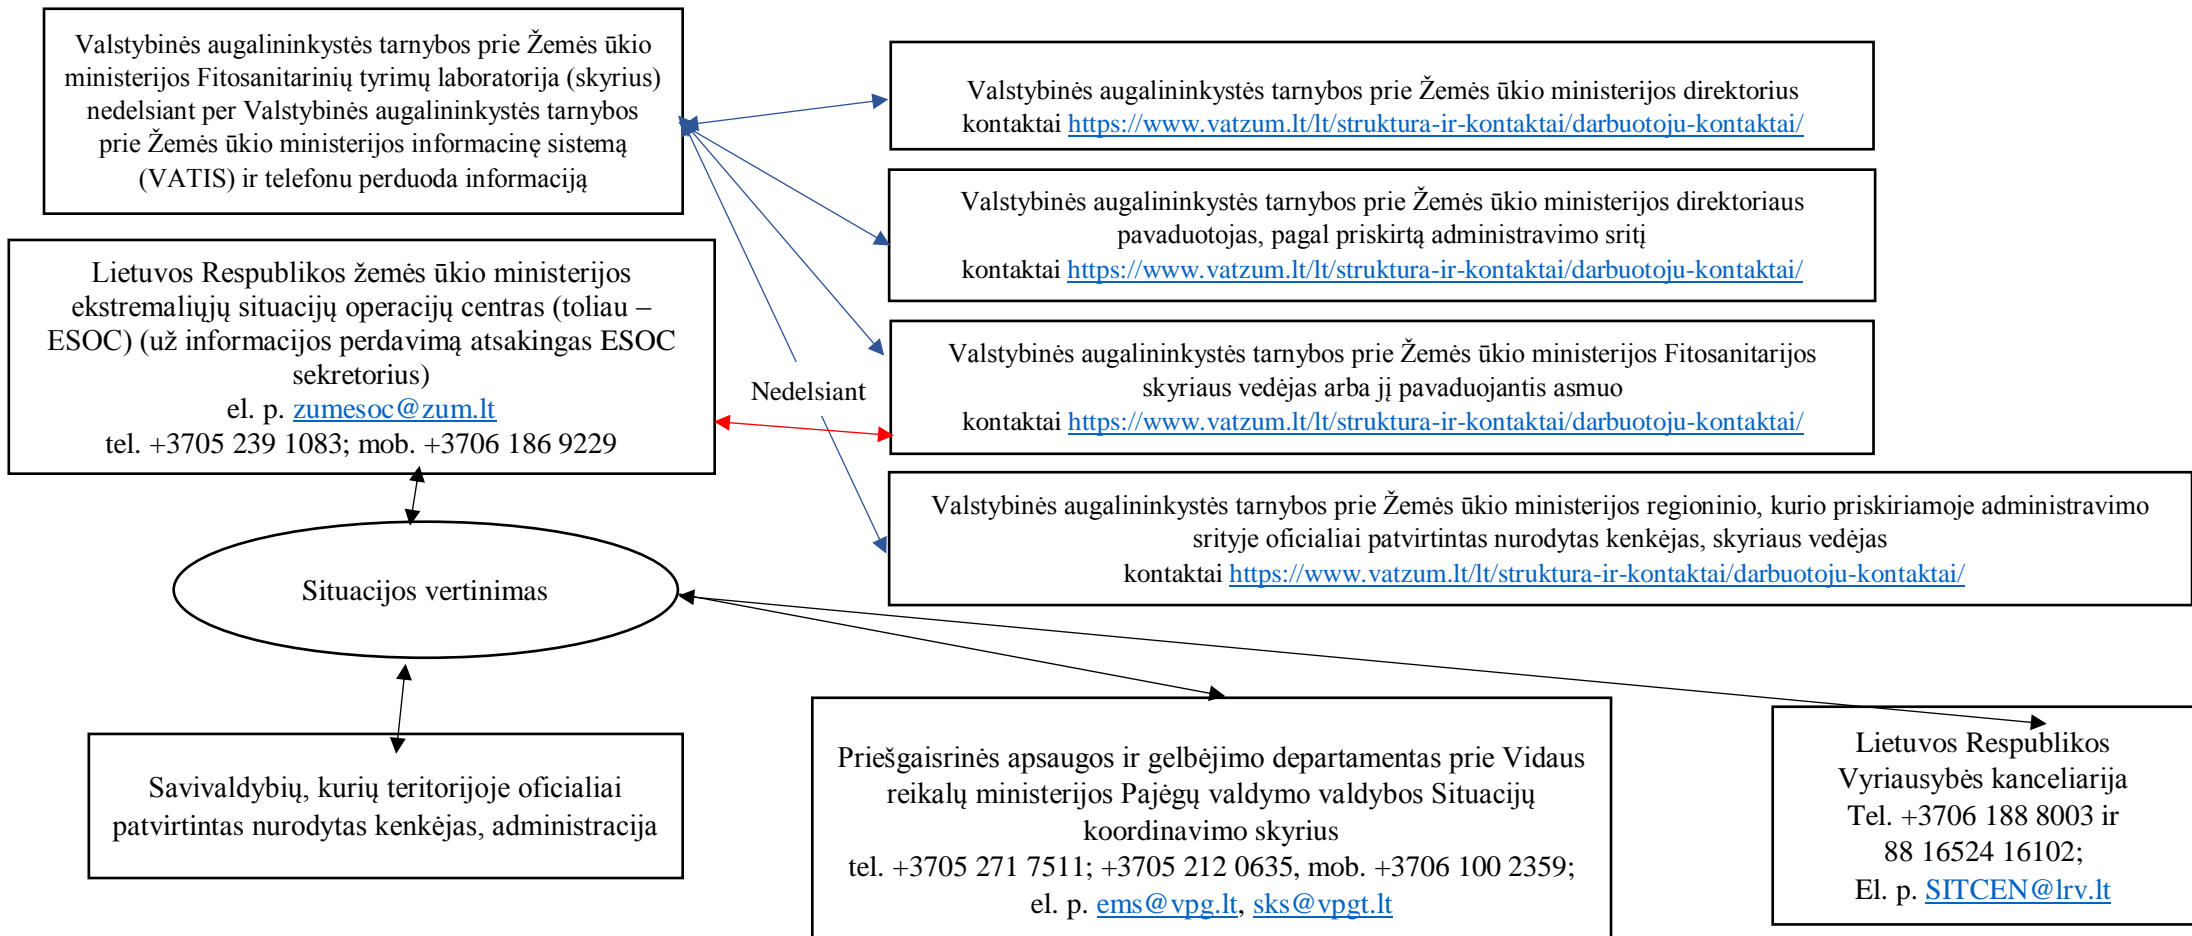 Valstybinės augalininkystės tarnybos prie Žemės ūkio
ministerijos Fitosanitarinių tyrimų laboratorija (skyrius)
nedelsiant per Valstybinės augalininkystės tarnybos
prie Žemės ūkio ministerijos informacinę sistemą
(VATIS) ir telefonu perduoda informaciją
Valstybinės augalininkystės tarnybos prie Žemės ūkio ministerijos direktorius
kontaktai https://www.vatzum.lt/lt/struktura-ir-kontaktai/darbuotoju-kontaktai/
Valstybinės augalininkystės tarnybos prie Žemės ūkio ministerijos direktoriaus
pavaduotojas, pagal priskirtą administravimo sritį
kontaktai https://www.vatzum.lt/lt/struktura-ir-kontaktai/darbuotoju-kontaktai/
Lietuvos Respublikos žemės ūkio ministerijos
ekstremaliųjų situacijų operacijų centras (toliau –
ESOC) (už informacijos perdavimą atsakingas ESOC
sekretorius)
el. p. zumesoc@zum.lt
tel. +3705 239 1083; mob. +3706 186 9229
Nedelsiant
Valstybinės augalininkystės tarnybos prie Žemės ūkio ministerijos Fitosanitarijos
skyriaus vedėjas arba jį pavaduojantis asmuo
kontaktai https://www.vatzum.lt/lt/struktura-ir-kontaktai/darbuotoju-kontaktai/
Valstybinės augalininkystės tarnybos prie Žemės ūkio ministerijos regioninio, kurio priskiriamoje administravimo
srityje oficialiai patvirtintas nurodytas kenkėjas, skyriaus vedėjas
kontaktai https://www.vatzum.lt/lt/struktura-ir-kontaktai/darbuotoju-kontaktai/
Situacijos vertinimas
Savivaldybių, kurių teritorijoje oficialiai
patvirtintas nurodytas kenkėjas, administracija
Priešgaisrinės apsaugos ir gelbėjimo departamentas prie Vidaus
reikalų ministerijos Pajėgų valdymo valdybos Situacijų
koordinavimo skyrius
tel. +3705 271 7511; +3705 212 0635, mob. +3706 100 2359;
el. p. ems@vpg.lt, sks@vpgt.lt
Lietuvos Respublikos
Vyriausybės kanceliarija
Tel. +3706 188 8003 ir
88 16524 16102;
El. p. SITCEN@lrv.lt